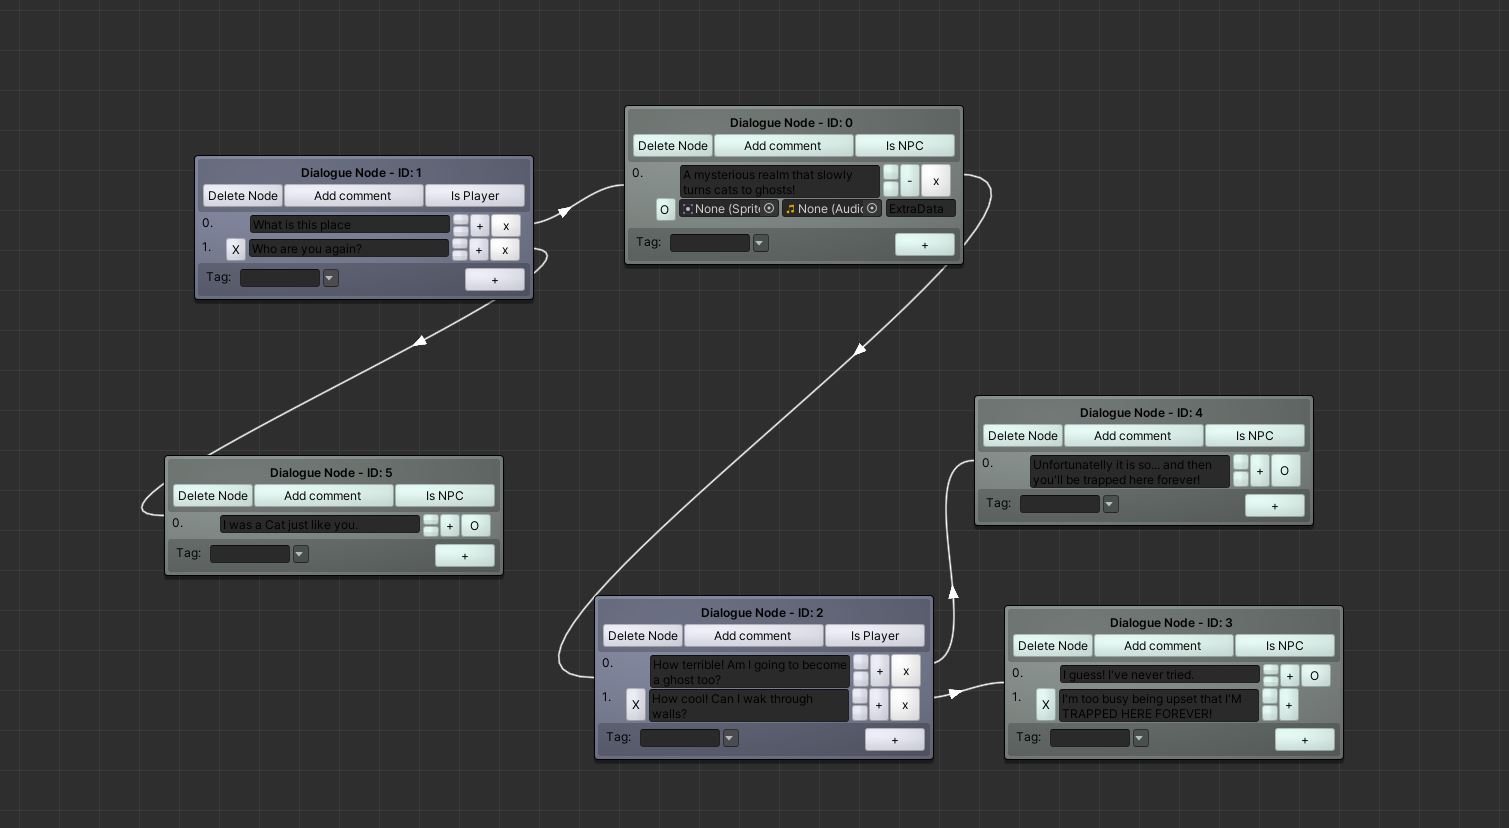 Dialogue Node - ID: 0
Delete Node Add comment Is NPC
0. A mysterious realm that slowly
turns cats to ghosts!
- x
O None (Sprit None (Audic ExtraData
Tag: +
Dialogue Node - ID: 1
Delete Node Add comment Is Player
0. What is this place + x
1. X Who are you again? + x
Tag: +
Dialogue Node - ID: 4
Delete Node Add comment Is NPC
0. Unfortunatelly it is so... and then
you'll be trapped here forever!
+ O
Tag: +
Dialogue Node - ID: 5
Delete Node Add comment Is NPC
0. I was a Cat just like you. + O
Tag: +
Dialogue Node - ID: 2
Delete Node Add comment Is Player
0. How terrible! Am I going to become
a ghost too?
+ x
1. X How cool! Can I wak through
walls?
+ x
Tag: +
Dialogue Node - ID: 3
Delete Node Add comment Is NPC
0. I guess! I've never tried. + O
1. X I'm too busy being upset that I'M
TRAPPED HERE FOREVER!
+
Tag: +